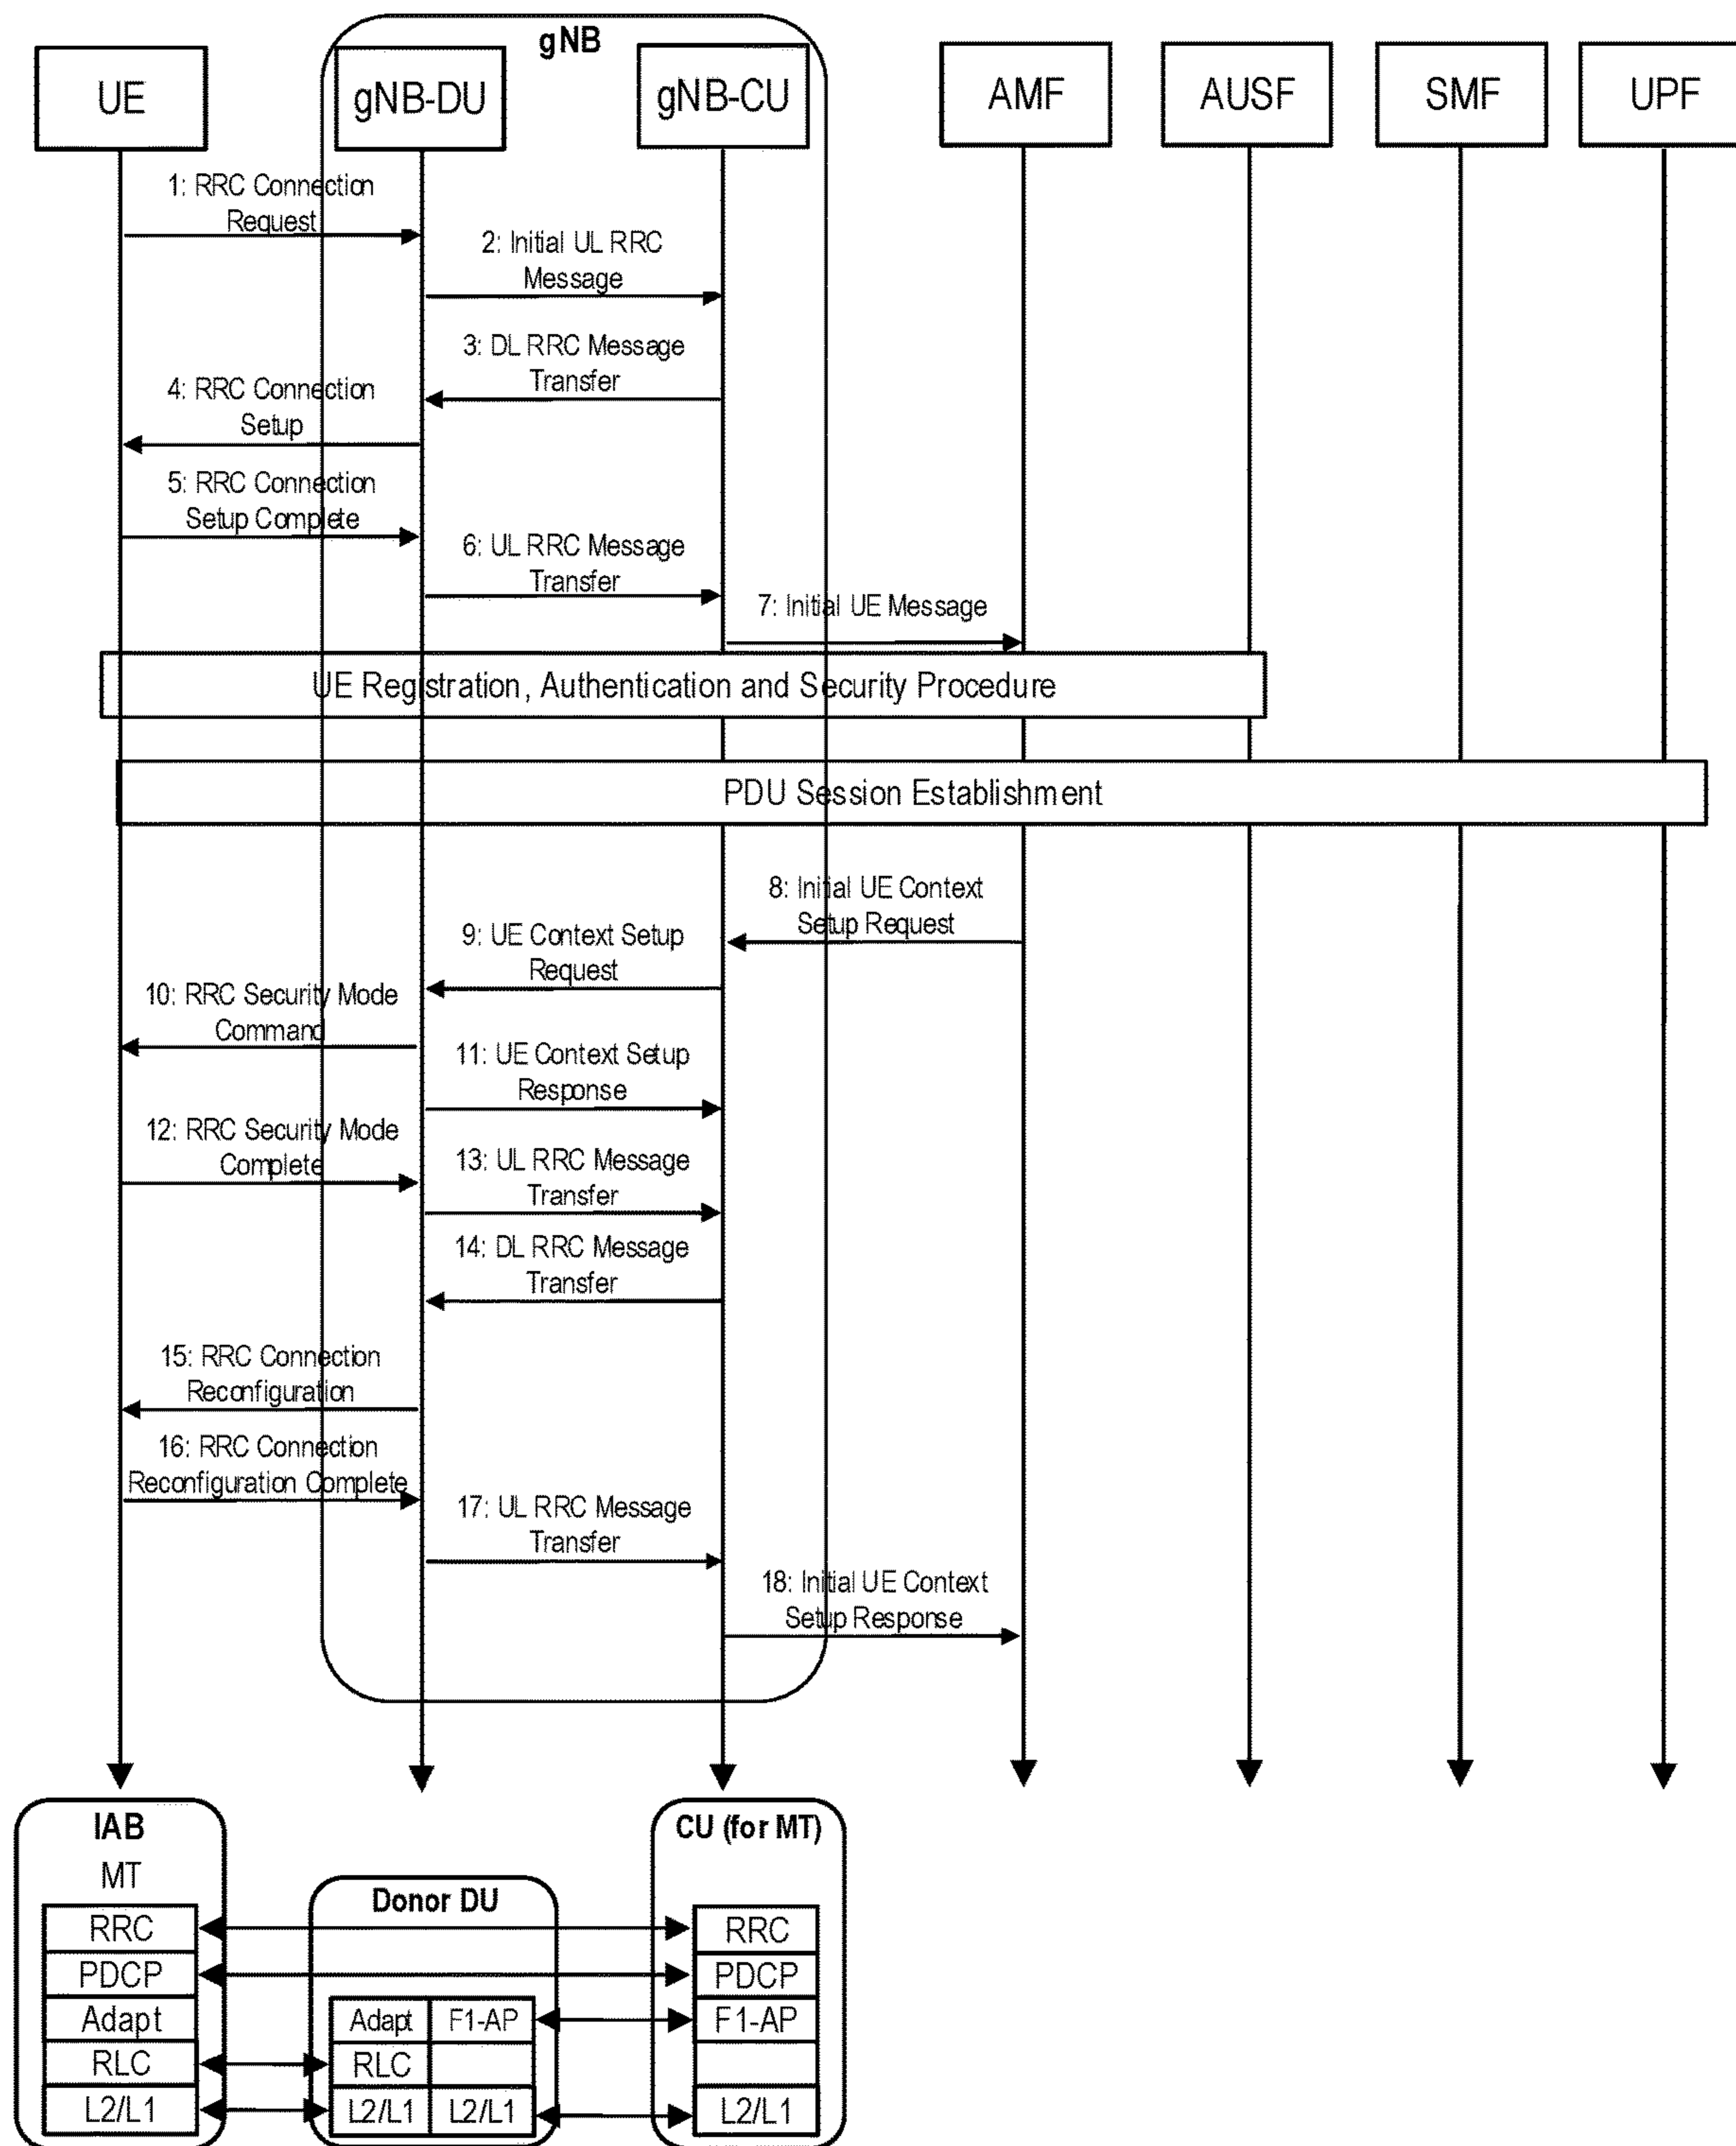 gNB
UE
gNB-DU
gNB-CU
AMF
AUSF
SMF
UPF
1: RRC Connection
Request
2: Initial UL RRC
Message
3: DL RRC Message
Transfer
4: RRC Connection
Setup
5: RRC Connection
Setup Complete
6: UL RRC Message
Transfer
7: Initial UE Message
UE Registration, Authentication and Security Procedure
PDU Session Establishment
8: Initial UE Context
Setup Request
9: UE Context Setup
Request
10: RRC Security Mode
Command
11: UE Context Setup
Response
12: RRC Security Mode
Complete
13: UL RRC Message
Transfer
14: DL RRC Message
Transfer
15: RRC Connection
Reconfiguration
16: RRC Connection
Reconfiguration Complete
17: UL RRC Message
Transfer
18: Initial UE Context
Setup Response
IAB
MT
RRC
PDCP
Adapt
RLC
L2/L1
Donor DU
Adapt F1-AP
RLC
L2/L1 L2/L1
CU (for MT)
RRC
PDCP
F1-AP
L2/L1